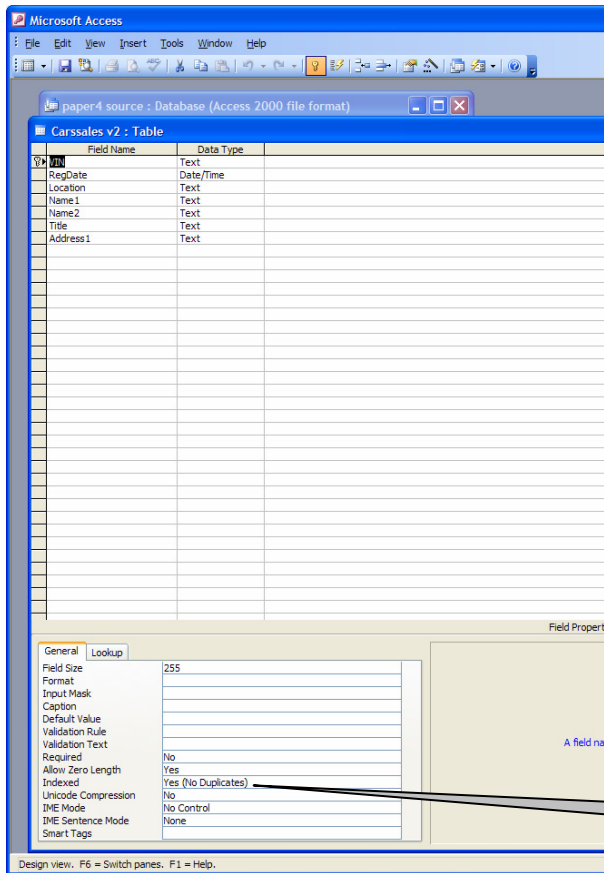 Microsoft Access
File Edit View Insert Tools Window Help
paper4 source : Database (Access 2000 file format)
Carssales v2 : Table
Field Name Data Type
VIN Text
RegDate Date/Time
Location Text
Name1 Text
Name2 Text
Title Text
Address1 Text
Field Propert
General Lookup
Field Size 255
Format
Input Mask
Caption
Default Value
Validation Rule
Validation Text
A field na
Required No
Allow Zero Length Yes
Indexed Yes (No Duplicates)
Unicode Compression No
IME Mode No Control
IME Sentence Mode None
Smart Tags
Design view. F6 = Switch panes. F1 = Help.